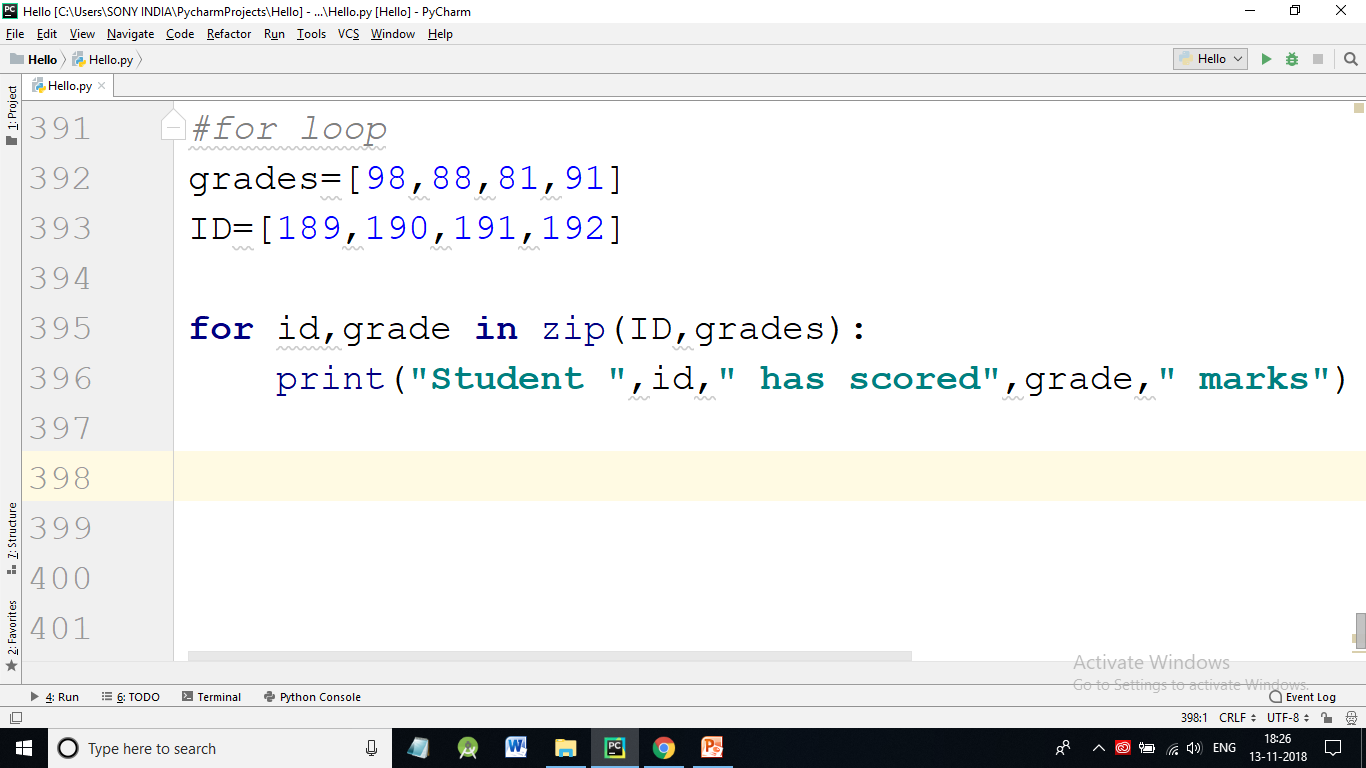 Hello [C:\Users\SONY INDIA\PycharmProjects\Hello] - ...\Hello.py [Hello] - PyCharm
File Edit View Navigate Code Refactor Run Tools VCS Window Help
Hello Hello.py Hello
Hello.py
1: Project
391 #for loop
392 grades=[98,88,81,91]
393 ID=[189,190,191,192]
394
395 for id,grade in zip(ID,grades):
396 print("Student ",id," has scored",grade," marks")
397
398
399
400
401
7: Structure
2: Favorites
Activate Windows
Go to Settings to activate Windows.
4: Run 6: TODO Terminal Python Console Event Log
398:1 CRLF UTF-8
Type here to search
ENG
18:26
13-11-2018